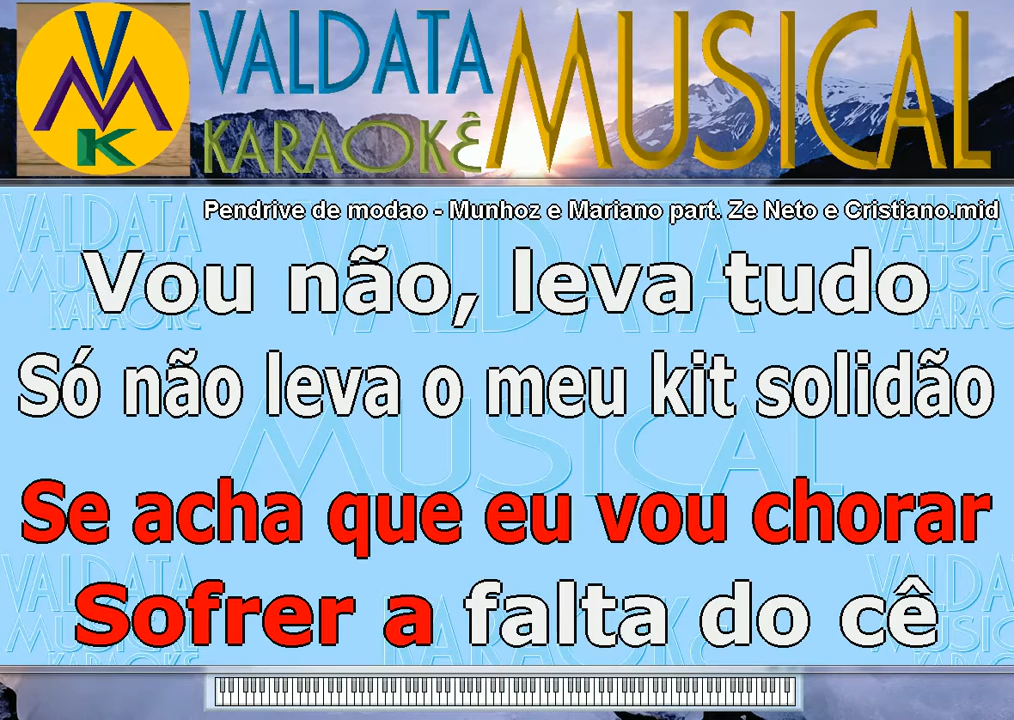 VMK
VALDATA
KARAOKÊ
MUSICAL
Pendrive de modao - Munhoz e Mariano part. Ze Neto e Cristiano.mid
Vou não, leva tudo
Só não leva o meu kit solidão
Se acha que eu vou chorar
Sofrer a falta do cê